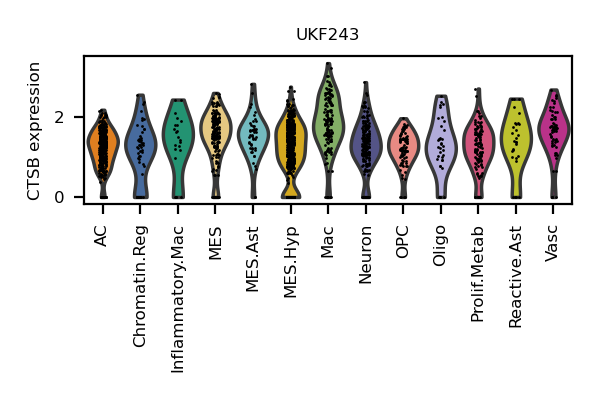 UKF243
CTSB expression
2
0
AC
Chromatin.Reg
Inflammatory.Mac
MES
MES.Ast
MES.Hyp
Mac
Neuron
OPC
Oligo
Prolif.Metab
Reactive.Ast
Vasc